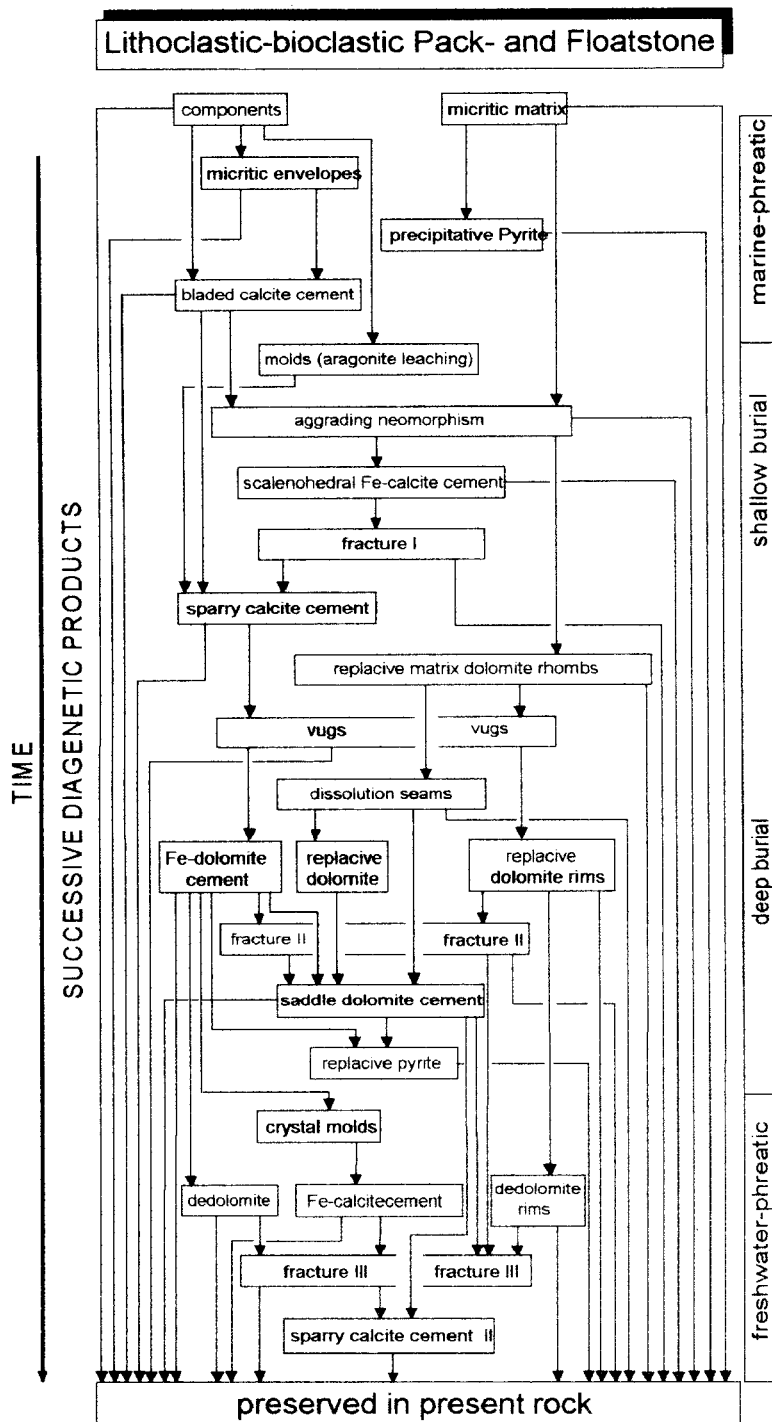 Lithoclastic-bioclastic Pack- and Floatstone
components
micritic matrix
micritic envelopes
precipitative Pyrite
bladed calcite cement
molds (aragonite leaching)
aggrading neomorphism
scalenohedral Fe-calcite cement
fracture I
sparry calcite cement
replacive matrix dolomite rhombs
vugs vugs
dissolution seams
Fe-dolomite
cement
replacive
dolomite
replacive
dolomite rims
fracture II fracture II
saddle dolomite cement
replacive pyrite
crystal molds
dedolomite
Fe-calcitecement
dedolomite
rims
fracture III fracture III
sparry calcite cement II
preserved in present rock
TIME
SUCCESSIVE DIAGENETIC PRODUCTS
marine-phreatic
shallow burial
deep burial
freshwater-phreatic